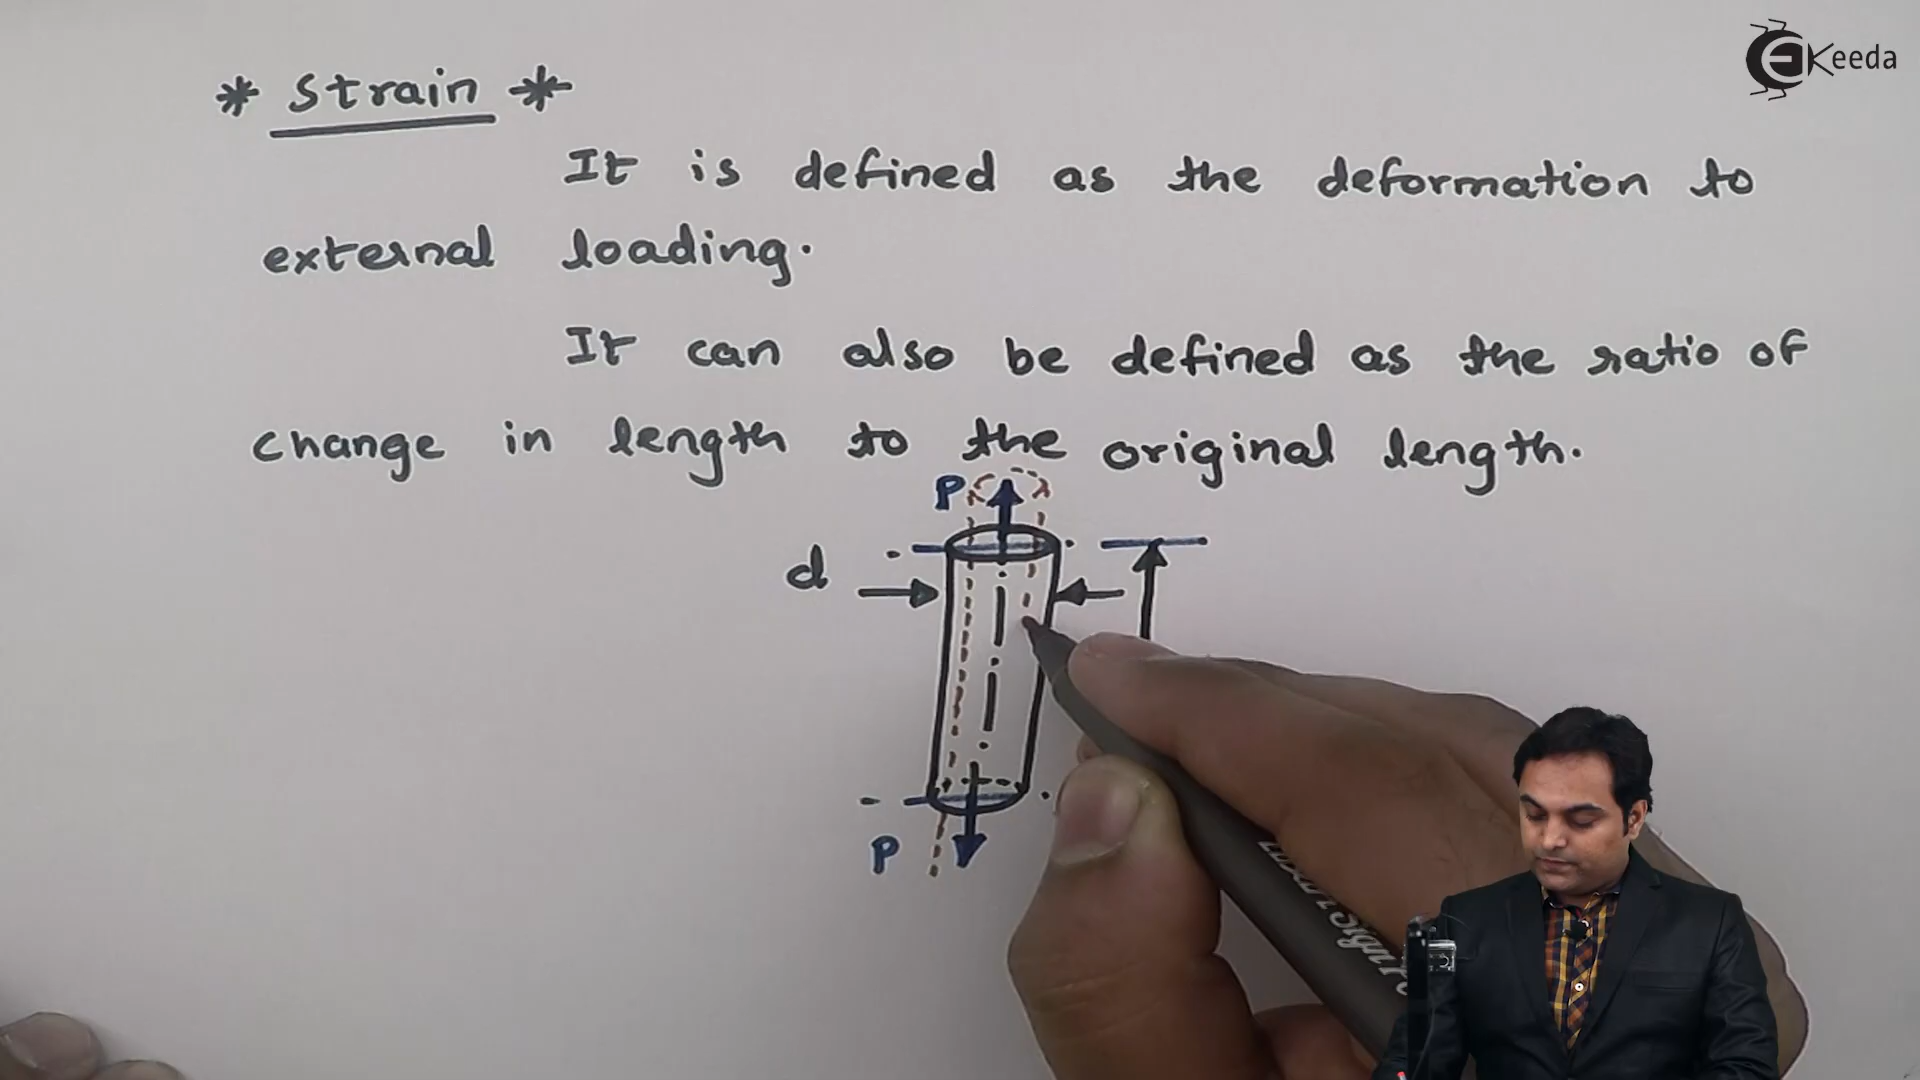 Keeda
* Strain *
It is defined as the deformation to
external loading.
It can also be defined as the ratio of
change in length to the original length.
P
d
P